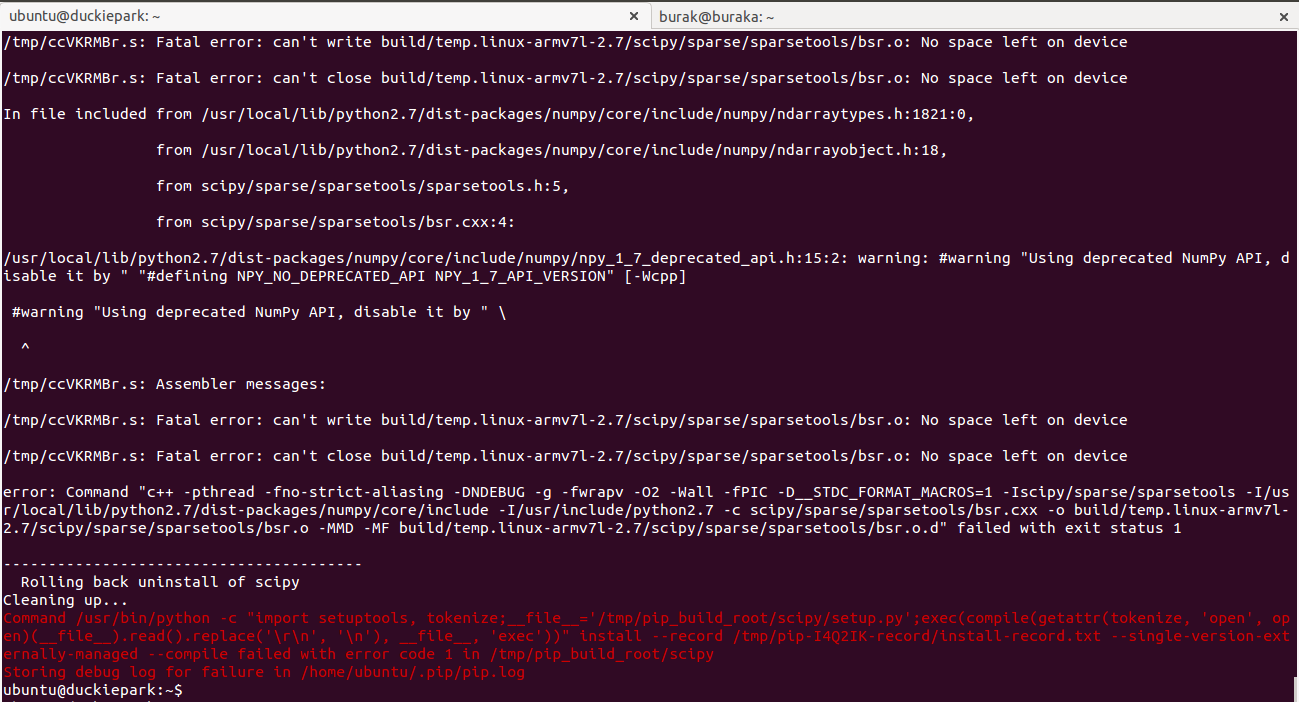 ubuntu@duckiepark: ~
burak@buraka: ~
/tmp/ccVKRMBr.s: Fatal error: can't write build/temp.linux-armv7l-2.7/scipy/sparse/sparsetools/bsr.o: No space left on device
/tmp/ccVKRMBr.s: Fatal error: can't close build/temp.linux-armv7l-2.7/scipy/sparse/sparsetools/bsr.o: No space left on device
In file included from /usr/local/lib/python2.7/dist-packages/numpy/core/include/numpy/ndarraytypes.h:1821:0,
from /usr/local/lib/python2.7/dist-packages/numpy/core/include/numpy/ndarrayobject.h:18,
from scipy/sparse/sparsetools/sparsetools.h:5,
from scipy/sparse/sparsetools/bsr.cxx:4:
/usr/local/lib/python2.7/dist-packages/numpy/core/include/numpy/npy_1_7_deprecated_api.h:15:2: warning: #warning "Using deprecated NumPy API, d
isable it by " "#defining NPY_NO_DEPRECATED_API NPY_1_7_API_VERSION" [-Wcpp]
#warning "Using deprecated NumPy API, disable it by " \
^
/tmp/ccVKRMBr.s: Assembler messages:
/tmp/ccVKRMBr.s: Fatal error: can't write build/temp.linux-armv7l-2.7/scipy/sparse/sparsetools/bsr.o: No space left on device
/tmp/ccVKRMBr.s: Fatal error: can't close build/temp.linux-armv7l-2.7/scipy/sparse/sparsetools/bsr.o: No space left on device
error: Command "c++ -pthread -fno-strict-aliasing -DNDEBUG -g -fwrapv -O2 -Wall -fPIC -D__STDC_FORMAT_MACROS=1 -Iscipy/sparse/sparsetools -I/us
r/local/lib/python2.7/dist-packages/numpy/core/include -I/usr/include/python2.7 -c scipy/sparse/sparsetools/bsr.cxx -o build/temp.linux-armv7l-
2.7/scipy/sparse/sparsetools/bsr.o -MMD -MF build/temp.linux-armv7l-2.7/scipy/sparse/sparsetools/bsr.o.d" failed with exit status 1
----------------------------------------
Rolling back uninstall of scipy
Cleaning up...
Command /usr/bin/python -c "import setuptools, tokenize;__file__='/tmp/pip_build_root/scipy/setup.py';exec(compile(getattr(tokenize, 'open', op
en)(__file__).read().replace('\r\n', '\n'), __file__, 'exec'))" install --record /tmp/pip-I4Q2IK-record/install-record.txt --single-version-ext
ernally-managed --compile failed with error code 1 in /tmp/pip_build_root/scipy
Storing debug log for failure in /home/ubuntu/.pip/pip.log
ubuntu@duckiepark:~$